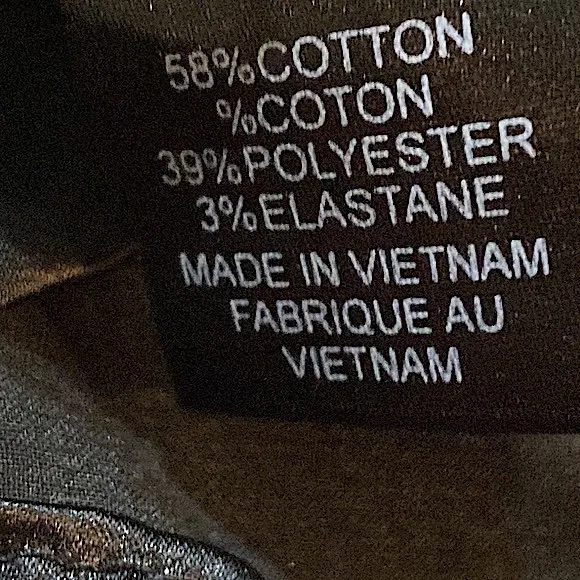 58%COTTON
%COTON
39%POLYESTER
3%ELASTANE
MADE IN VIETNAM
FABRIQUE AU
VIETNAM